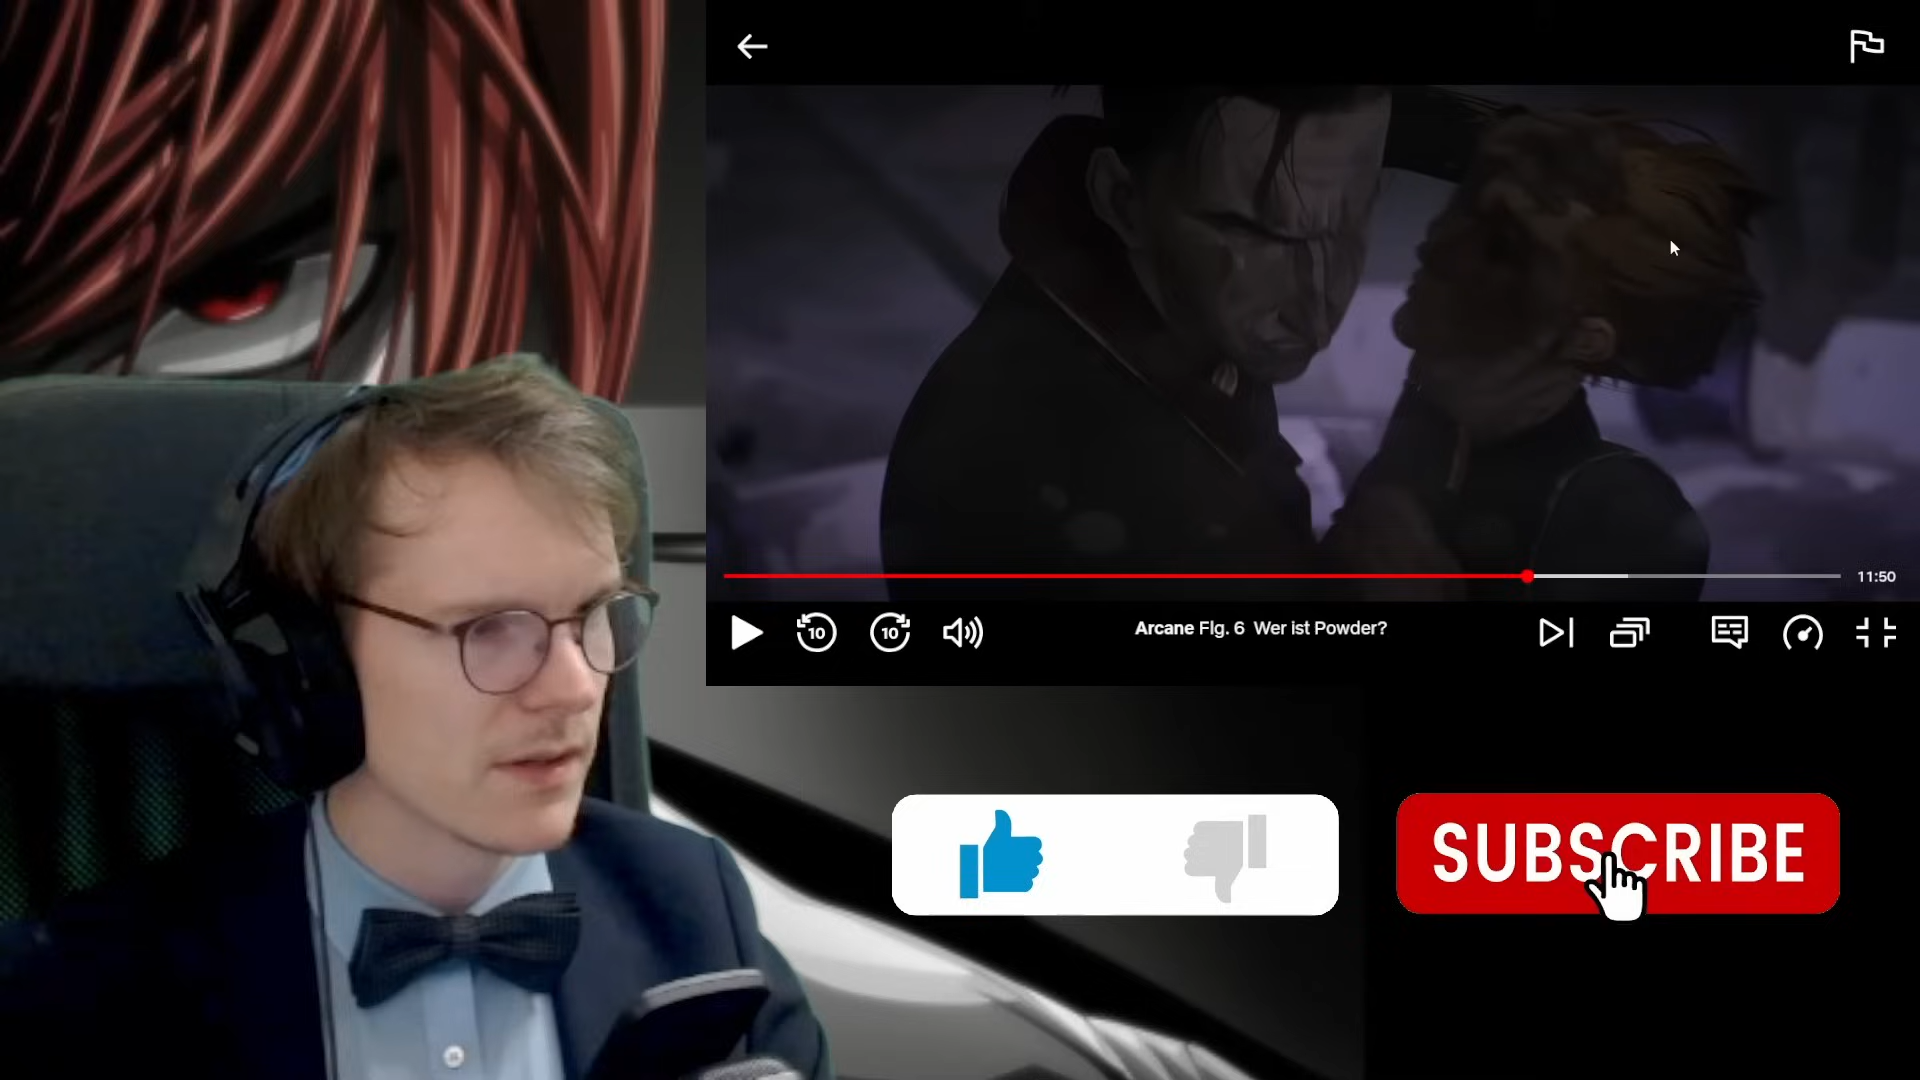 11:50
10
10
Arcane Flg. 6 Wer ist Powder?
SUBSCRIBE